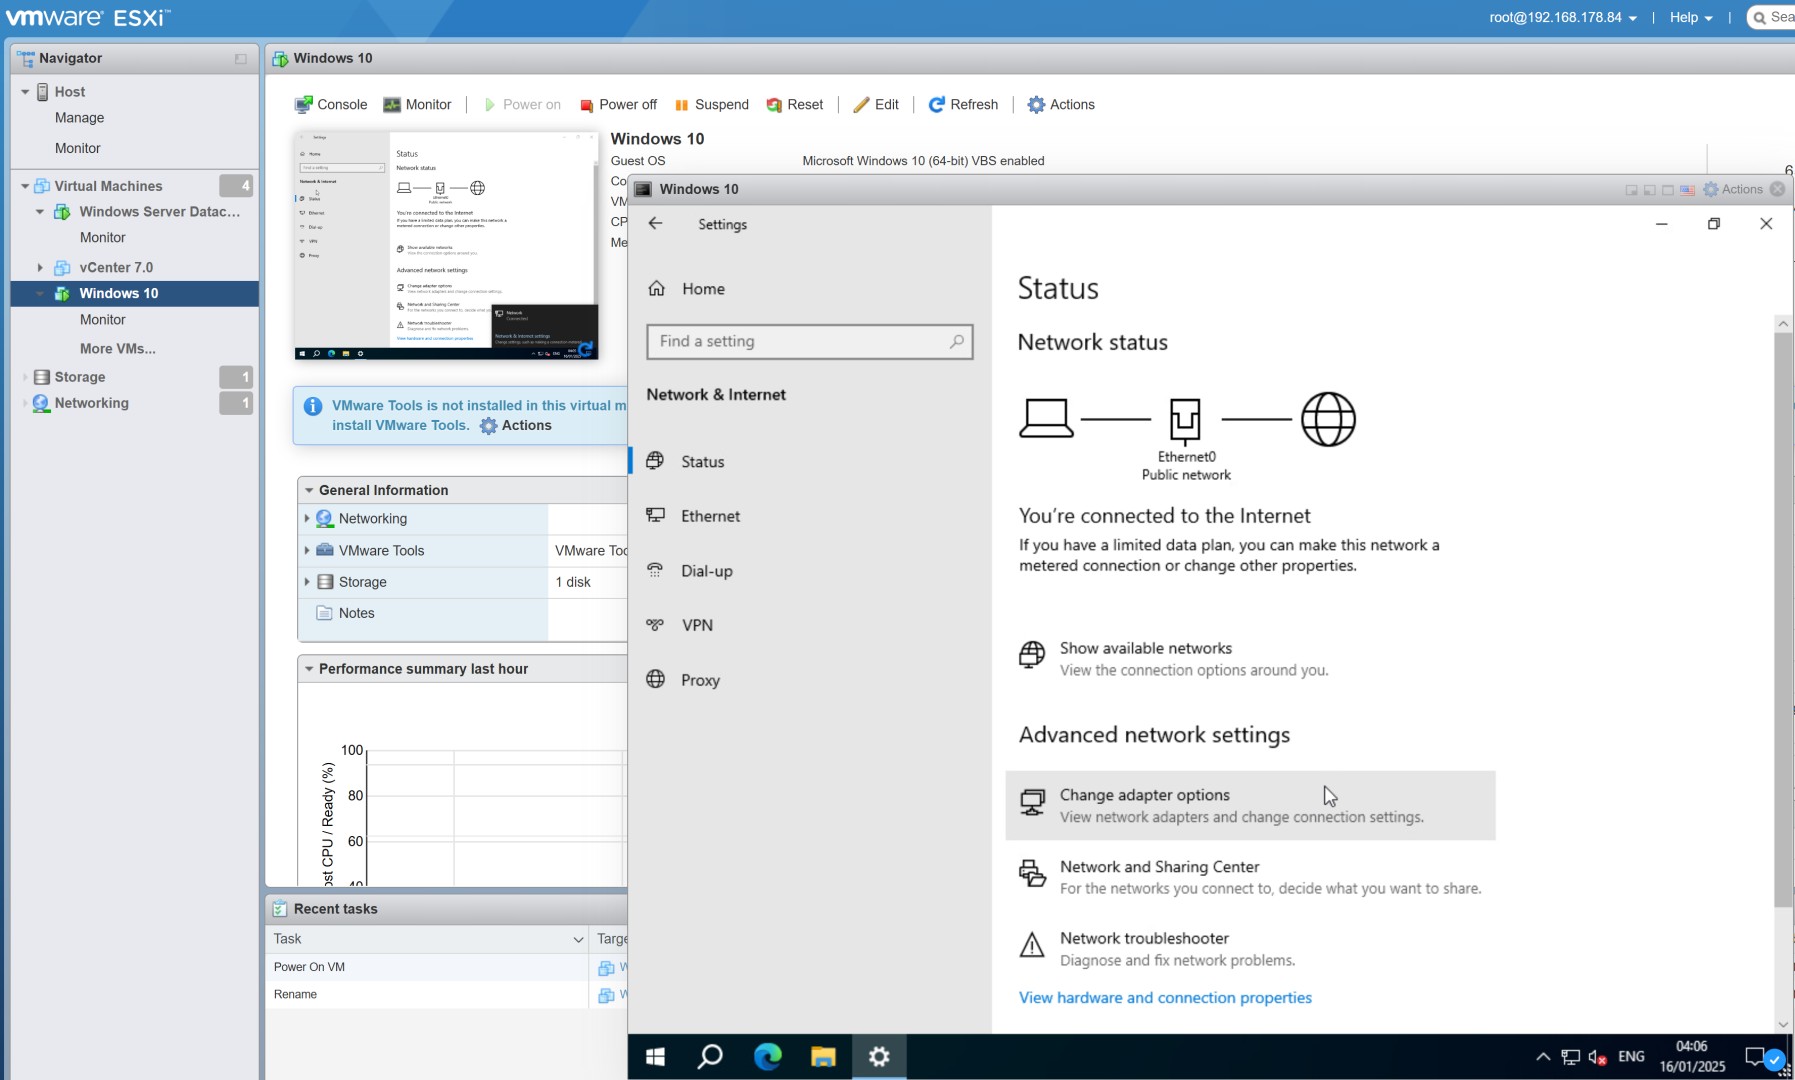 vmware® ESXi™
root@192.168.178.84
Help
Sea
Navigator
Host
Manage
Monitor
Virtual Machines
4
Windows Server Datac...
Monitor
vCenter 7.0
Windows 10
Monitor
More VMs...
Storage
1
Networking
1
Windows 10
Console
Monitor
Power on
Power off
Suspend
Reset
Edit
Refresh
Actions
Windows 10
Guest OS
Microsoft Windows 10 (64-bit) VBS enabled
6
Co
VM
CP
Me
VMware Tools is not installed in this virtual m
install VMware Tools.
Actions
General Information
Networking
VMware Tools
VMware Too
Storage
1 disk
Notes
Performance summary last hour
100
80
60
40
ost CPU / Ready (%)
Recent tasks
Task
Targe
Power On VM
W
Rename
W
Windows 10
Actions
Settings
Home
Find a setting
Network & Internet
Status
Ethernet
Dial-up
VPN
Proxy
Status
Network status
Ethernet0
Public network
You're connected to the Internet
If you have a limited data plan, you can make this network a
metered connection or change other properties.
Show available networks
View the connection options around you.
Advanced network settings
Change adapter options
View network adapters and change connection settings.
Network and Sharing Center
For the networks you connect to, decide what you want to share.
Network troubleshooter
Diagnose and fix network problems.
View hardware and connection properties
ENG
04:06
16/01/2025